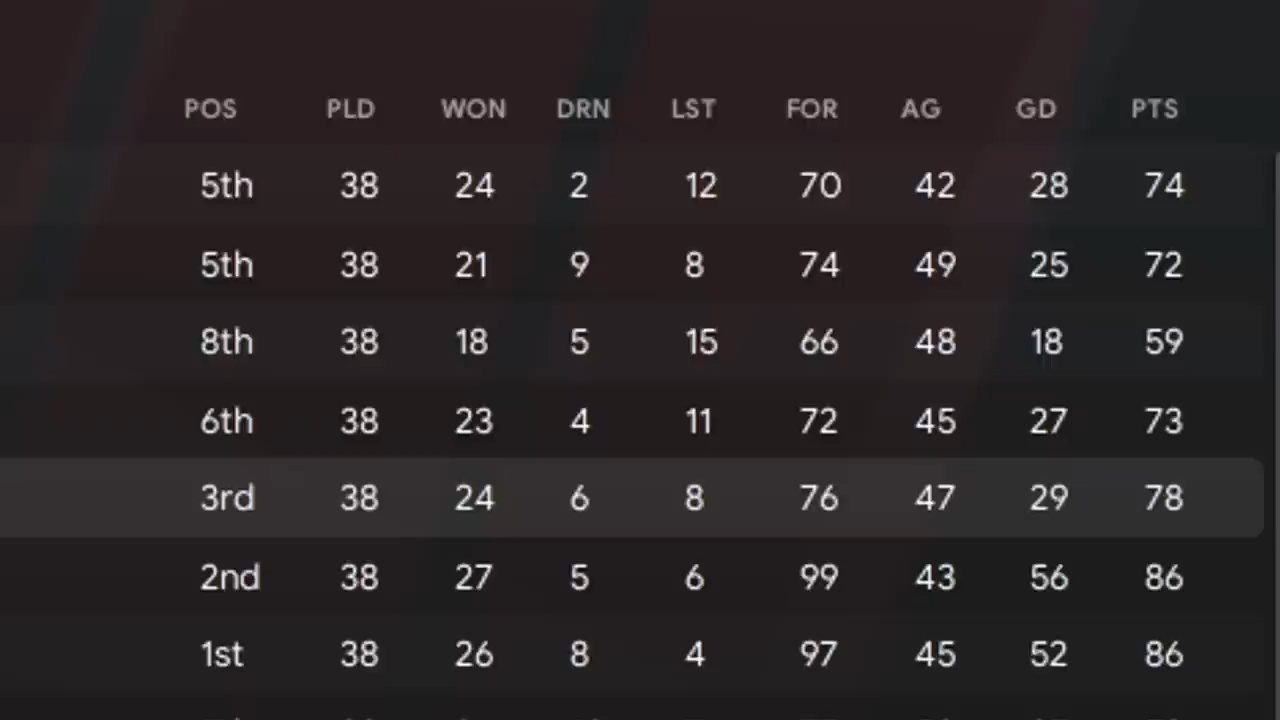 POS PLD WON DRN LST FOR AG GD PTS
5th 38 24 2 12 70 42 28 74
5th 38 21 9 8 74 49 25 72
8th 38 18 5 15 66 48 18 59
6th 38 23 4 11 72 45 27 73
3rd 38 24 6 8 76 47 29 78
2nd 38 27 5 6 99 43 56 86
1st 38 26 8 4 97 45 52 86